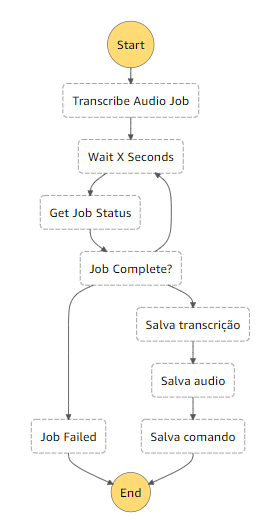 Start
Transcribe Audio Job
Wait X Seconds
Get Job Status
Job Complete?
Salva transcrição
Salva audio
Job Failed
Salva comando
End